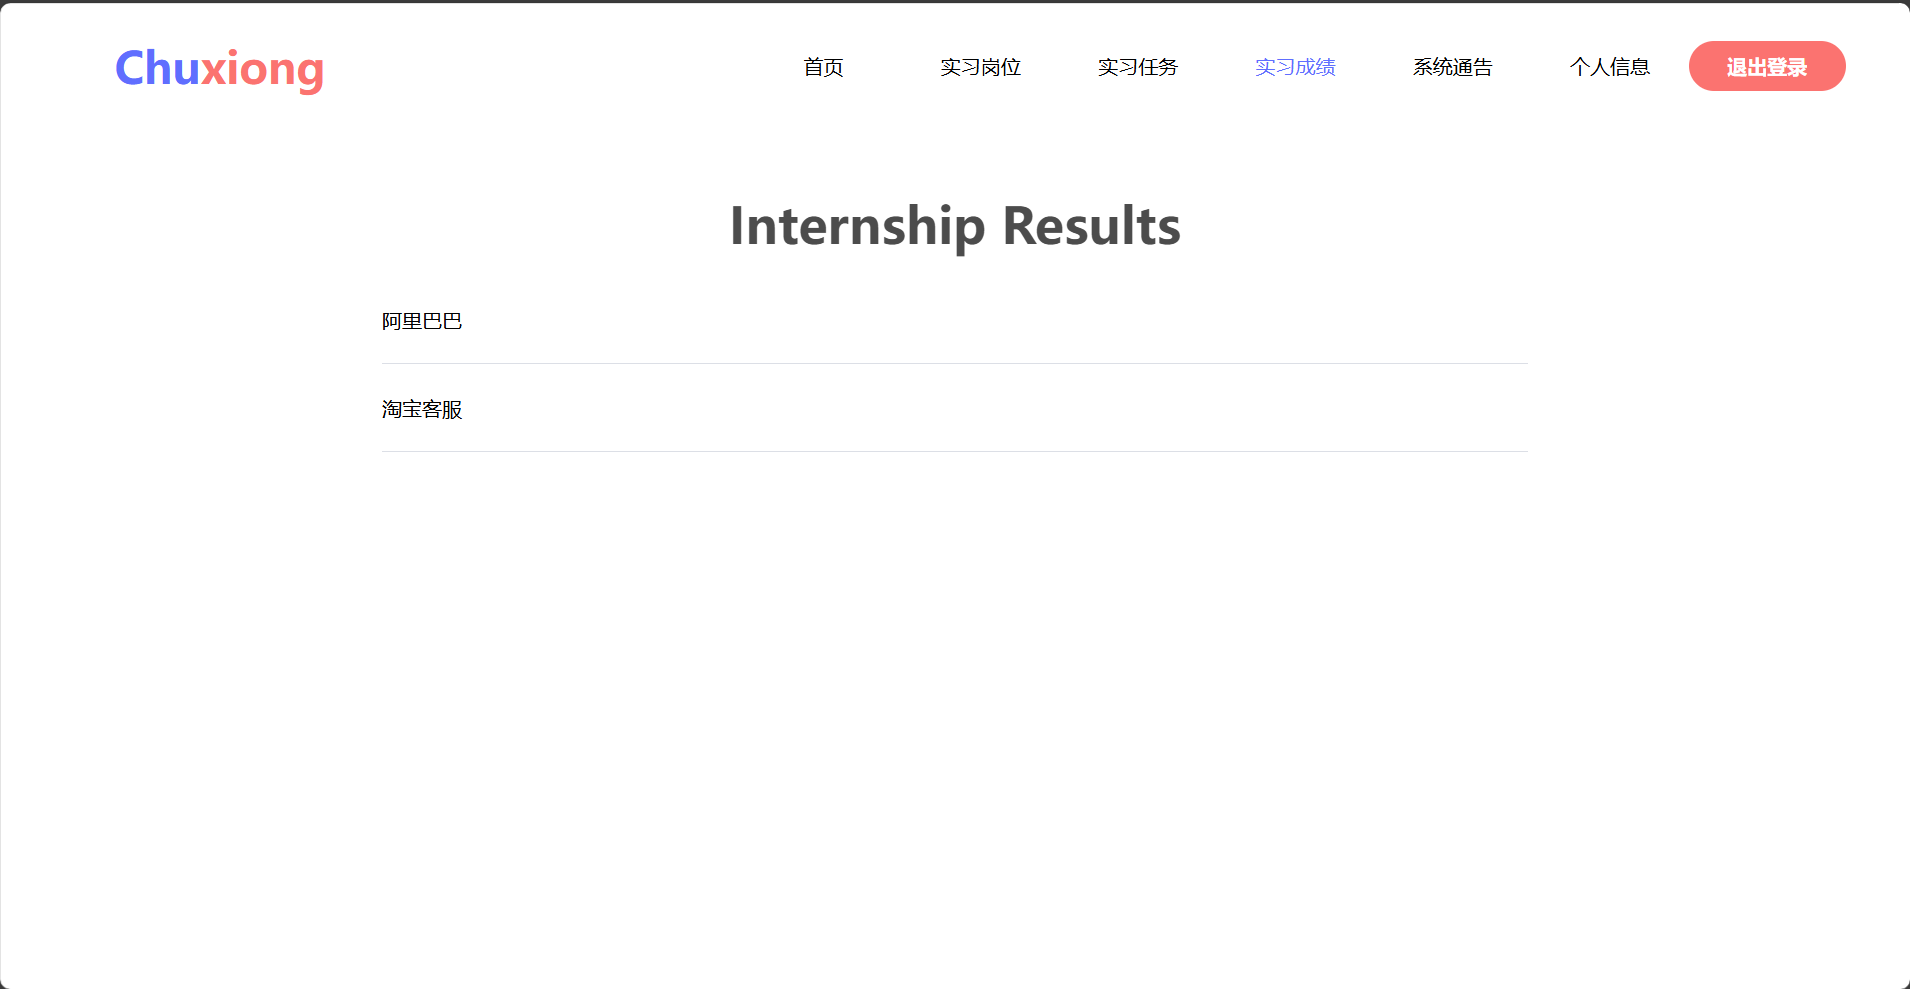 Chuxiong
首页 实习岗位 实习任务 实习成绩 系统通告 个人信息 退出登录
Internship Results
阿里巴巴
淘宝客服